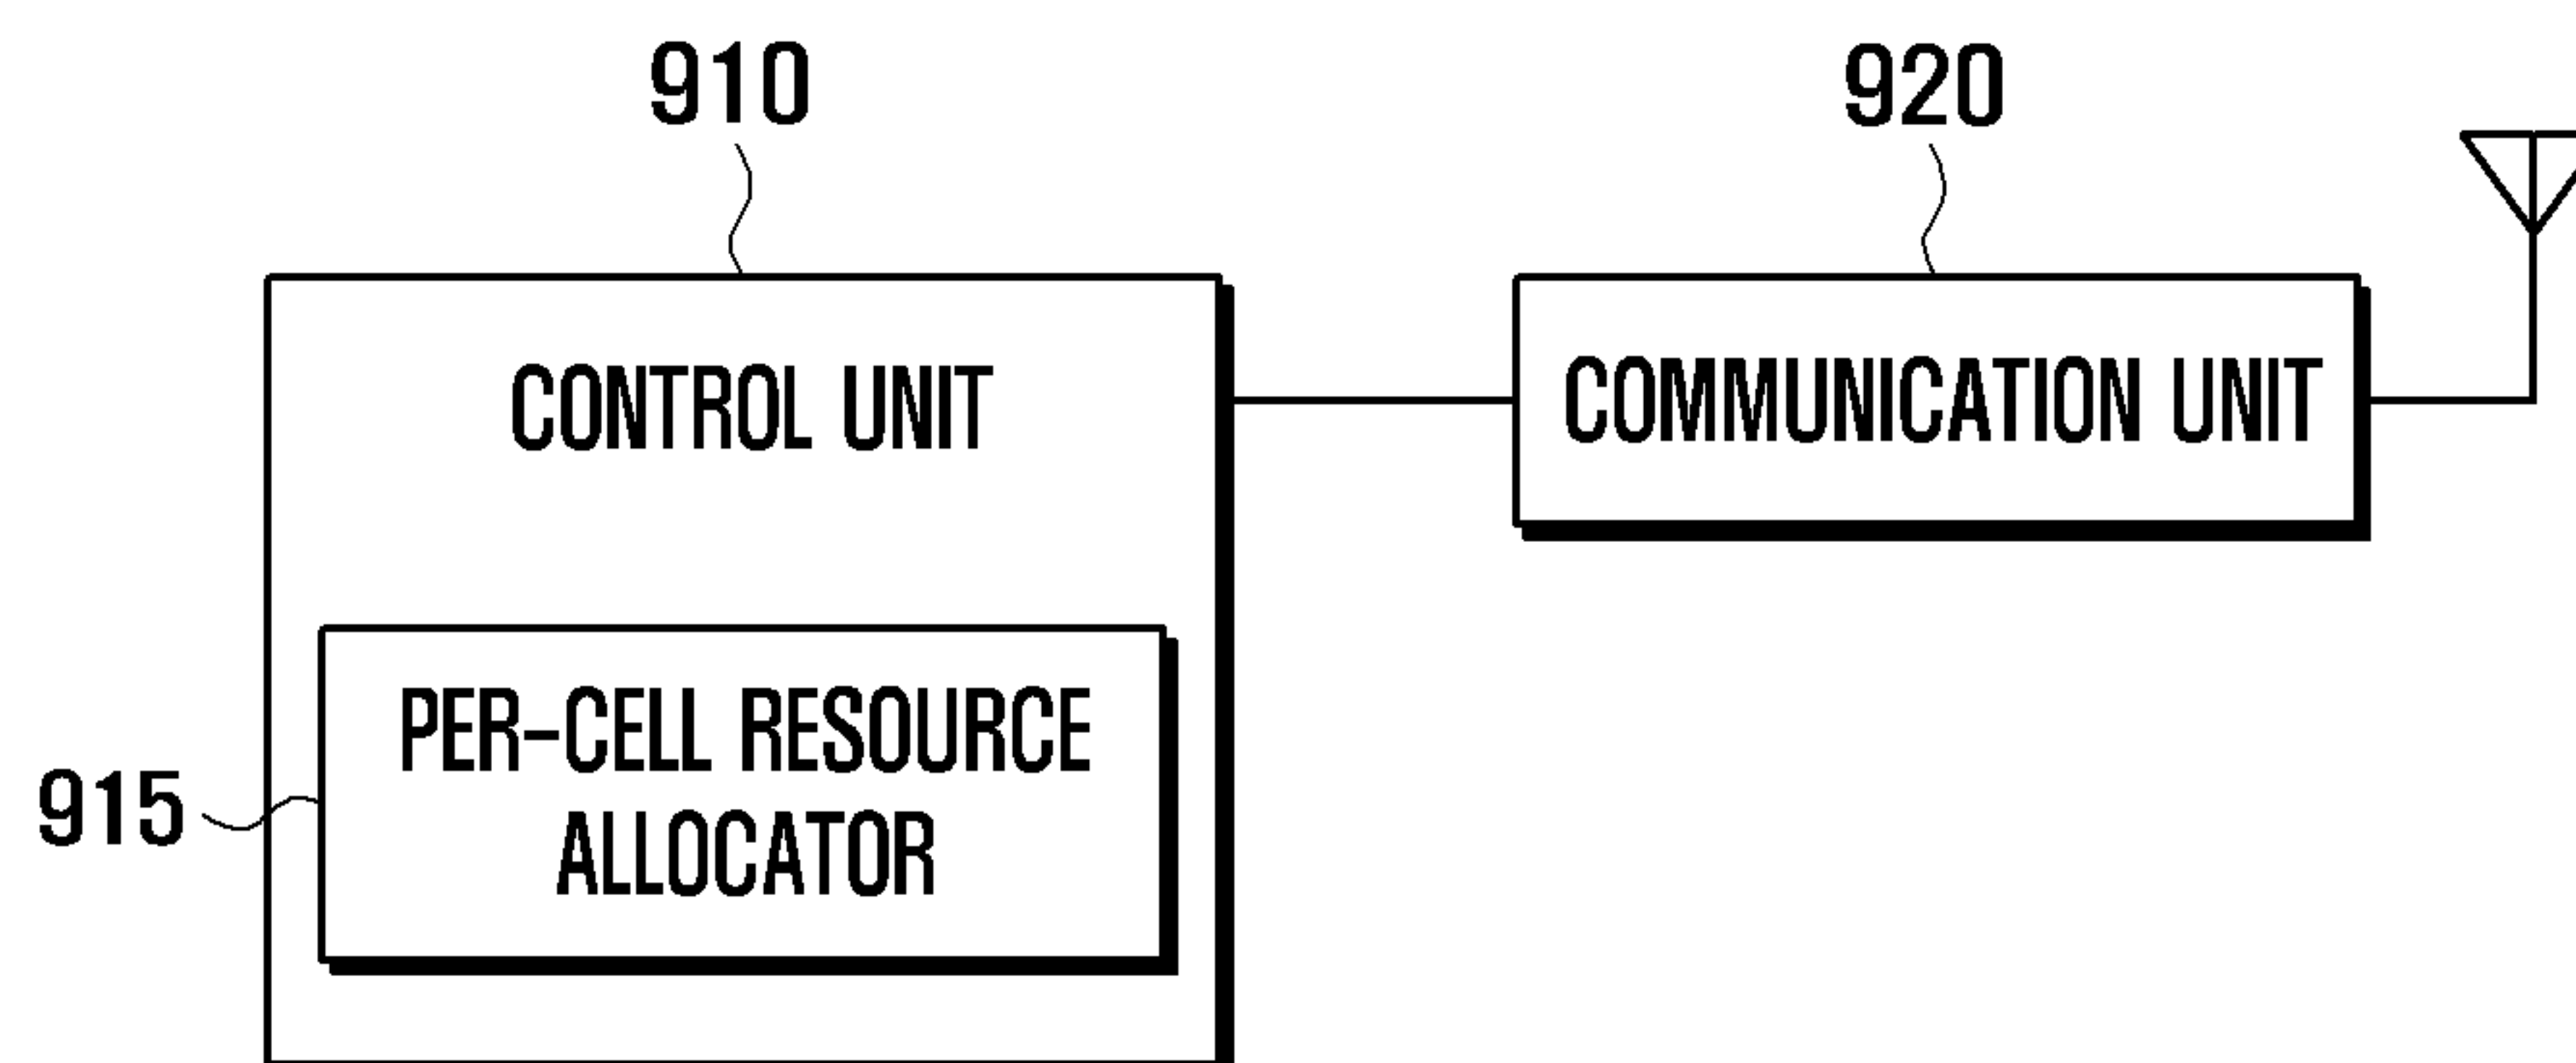 910
920
CONTROL UNIT
COMMUNICATION UNIT
PER-CELL RESOURCE
ALLOCATOR
915